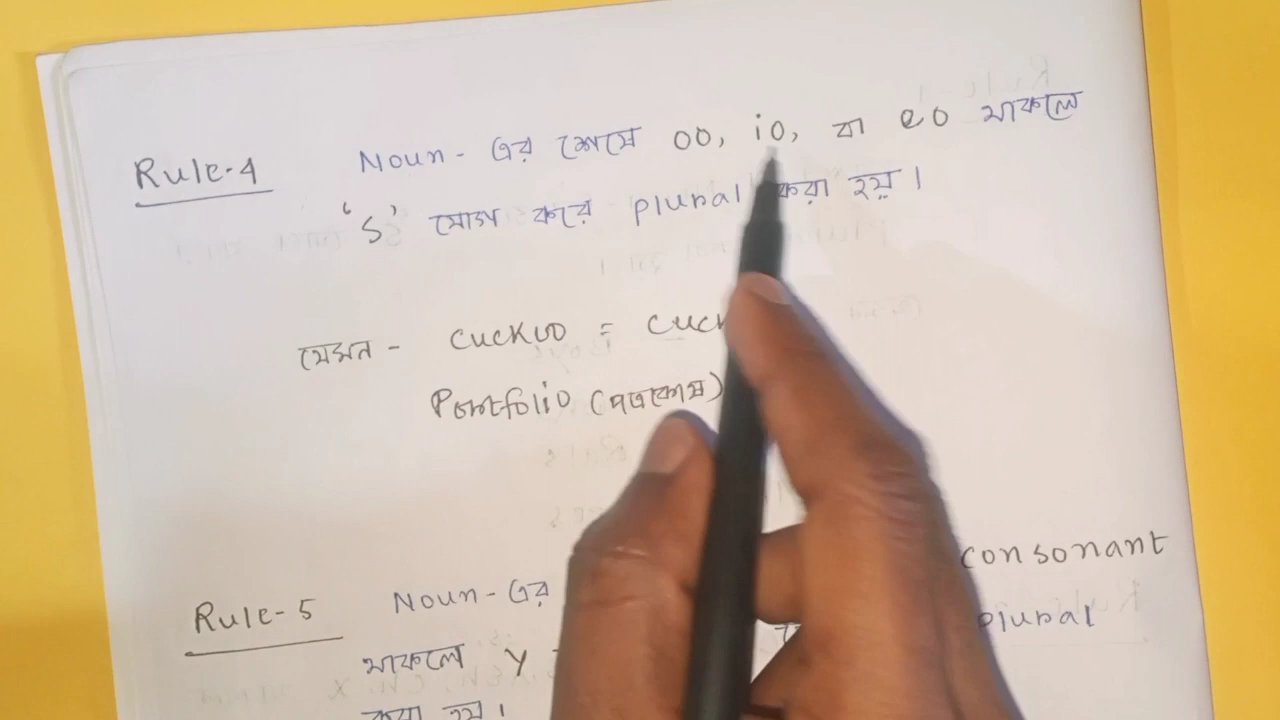 Rule-4 Noun- এর শেষে oo, io, বা eo থাকলে
'S' যোগ করে plural করা হয়।
যেমন - cuckoo = cuck
Portfolio (পত্রকোষ)
Rule-5 Noun-এর consonant
থাকলে y plural
করা হয়।